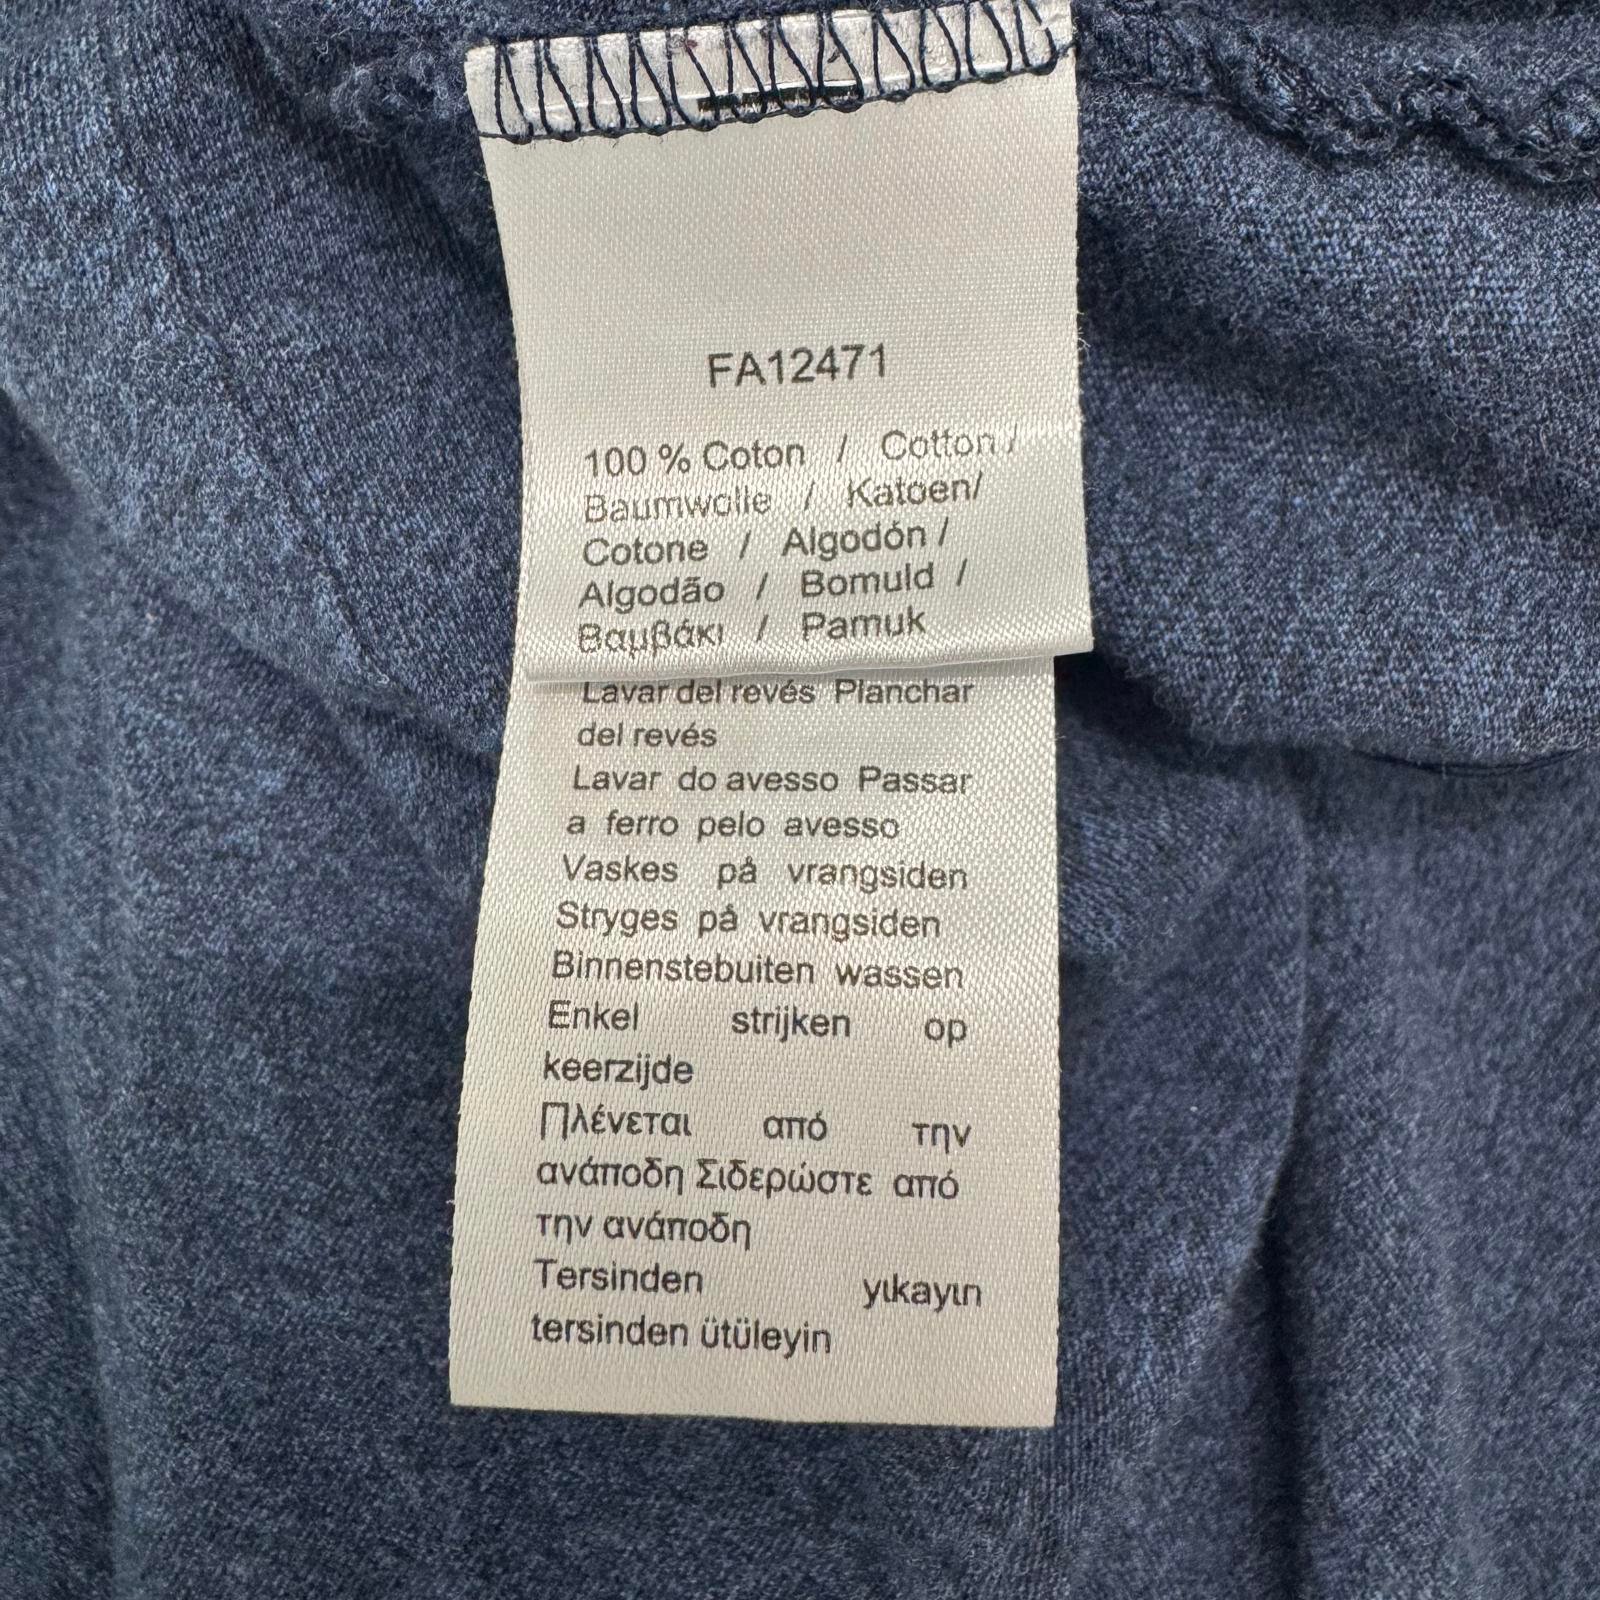 FA12471
100 % Coton / Cotton /
Baumwolle / Katoen/
Cotone / Algodón /
Algodão / Bomuld /
Βαμβάκι / Pamuk
Lavar del revés Planchar
del revés
Lavar do avesso Passar
a ferro pelo avesso
Vaskes på vrangsiden
Stryges på vrangsiden
Binnenstebuiten wassen
Enkel strijken op
keerzijde
Πλένεται από την
ανάποδη Σιδερώστε από
την ανάποδη
Tersinden yıkayın
tersinden ütüleyin